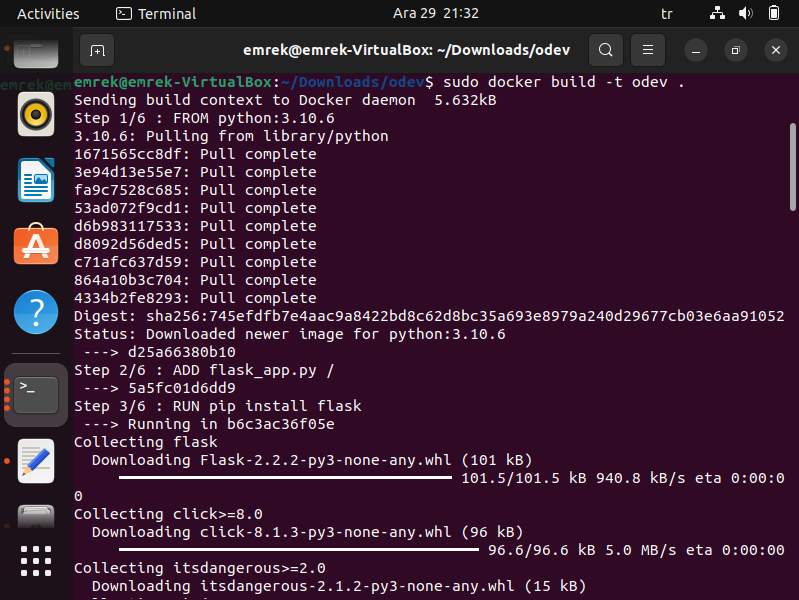 Activities Terminal Ara 29 21:32 tr
emrek@emrek-VirtualBox: ~/Downloads/odev
emrek@emrek-VirtualBox:~/Downloads/odev$ sudo docker build -t odev .
Sending build context to Docker daemon  5.632kB
Step 1/6 : FROM python:3.10.6
3.10.6: Pulling from library/python
1671565cc8df: Pull complete
3e94d13e55e7: Pull complete
fa9c7528c685: Pull complete
53ad072f9cd1: Pull complete
d6b983117533: Pull complete
d8092d56ded5: Pull complete
c71afc637d59: Pull complete
864a10b3c704: Pull complete
4334b2fe8293: Pull complete
Digest: sha256:745efdfb7e4aac9a8422bd8c62d8bc35a693e8979a240d29677cb03e6aa91052
Status: Downloaded newer image for python:3.10.6
 ---> d25a66380b10
Step 2/6 : ADD flask_app.py /
 ---> 5a5fc01d6dd9
Step 3/6 : RUN pip install flask
 ---> Running in b6c3ac36f05e
Collecting flask
  Downloading Flask-2.2.2-py3-none-any.whl (101 kB)
101.5/101.5 kB 940.8 kB/s eta 0:00:0
0
Collecting click>=8.0
  Downloading click-8.1.3-py3-none-any.whl (96 kB)
96.6/96.6 kB 5.0 MB/s eta 0:00:00
Collecting itsdangerous>=2.0
  Downloading itsdangerous-2.1.2-py3-none-any.whl (15 kB)